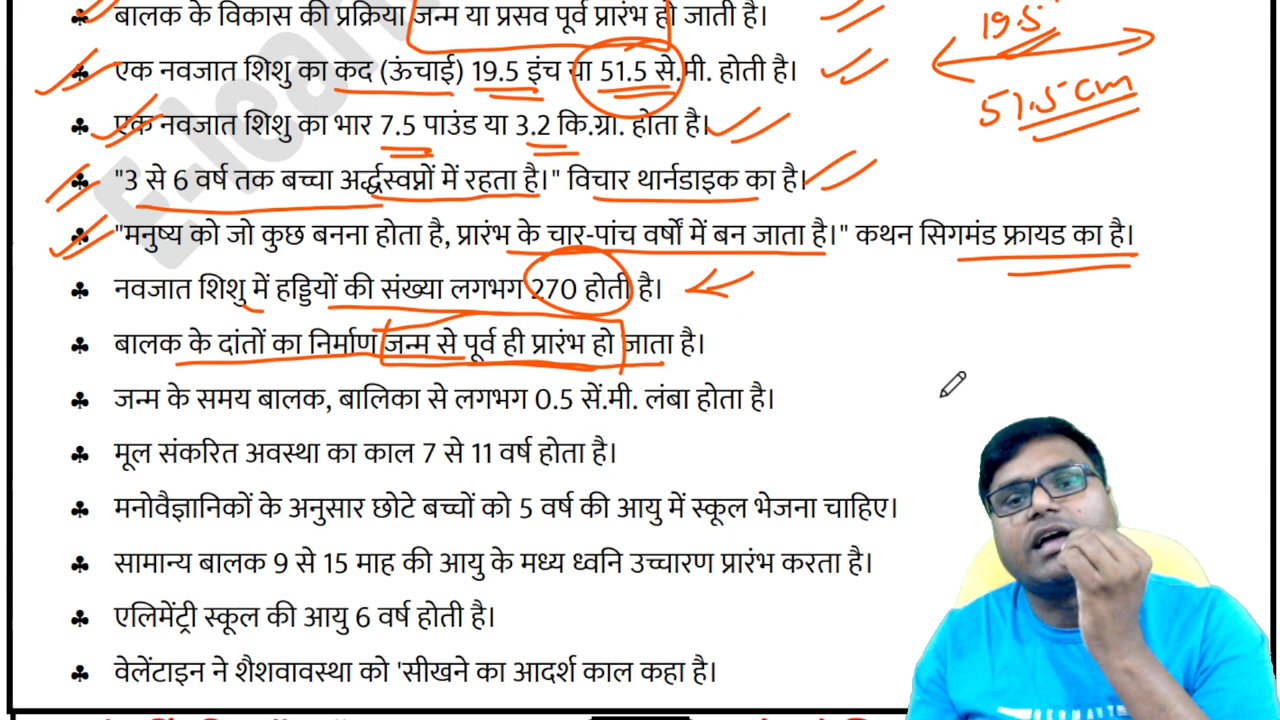 बालक के विकास की प्रक्रिया जन्म या प्रसव पूर्व प्रारंभ हो जाती है।
19.5"
एक नवजात शिशु का कद (ऊंचाई) 19.5 इंच या 51.5 से.मी. होती है।
51.5 cm
एक नवजात शिशु का भार 7.5 पाउंड या 3.2 कि.ग्रा. होता है।
"3 से 6 वर्ष तक बच्चा अर्द्धस्वप्नों में रहता है।" विचार थार्नडाइक का है।
"मनुष्य को जो कुछ बनना होता है, प्रारंभ के चार-पांच वर्षों में बन जाता है।" कथन सिगमंड फ्रायड का है।
नवजात शिशु में हड्डियों की संख्या लगभग 270 होती है।
बालक के दांतों का निर्माण जन्म से पूर्व ही प्रारंभ हो जाता है।
जन्म के समय बालक, बालिका से लगभग 0.5 सें.मी. लंबा होता है।
मूल संकरित अवस्था का काल 7 से 11 वर्ष होता है।
मनोवैज्ञानिकों के अनुसार छोटे बच्चों को 5 वर्ष की आयु में स्कूल भेजना चाहिए।
सामान्य बालक 9 से 15 माह की आयु के मध्य ध्वनि उच्चारण प्रारंभ करता है।
एलिमेंट्री स्कूल की आयु 6 वर्ष होती है।
वेलेंटाइन ने शैशवावस्था को 'सीखने का आदर्श काल कहा है।